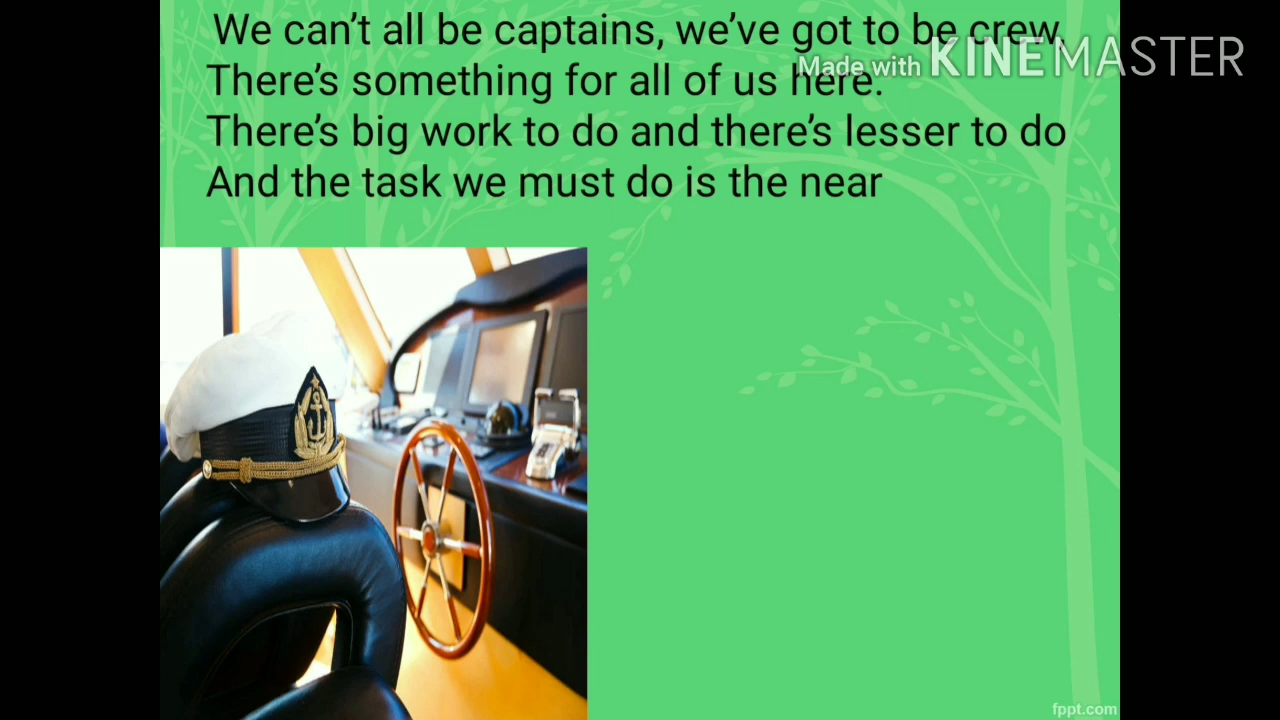 We can’t all be captains, we’ve got to be crew,
There’s something for all of us here.
There’s big work to do and there’s lesser to do
And the task we must do is the near
Made with KINEMASTER
fppt.com